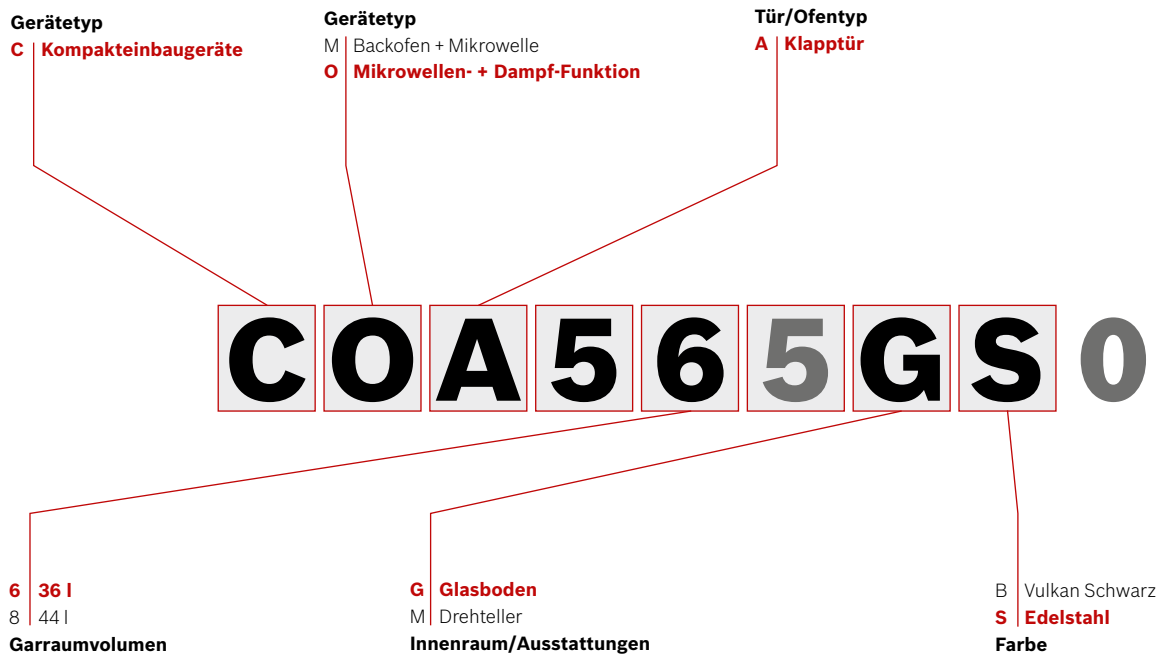 Gerätetyp
C Kompakteinbaugeräte
Gerätetyp
M Backofen + Mikrowelle
O Mikrowellen- + Dampf-Funktion
Tür/Ofentyp
A Klapptür
COA565GS0
6 36 l
8 44 l
Garraumvolumen
G Glasboden
M Drehteller
Innenraum/Ausstattungen
B Vulkan Schwarz
S Edelstahl
Farbe